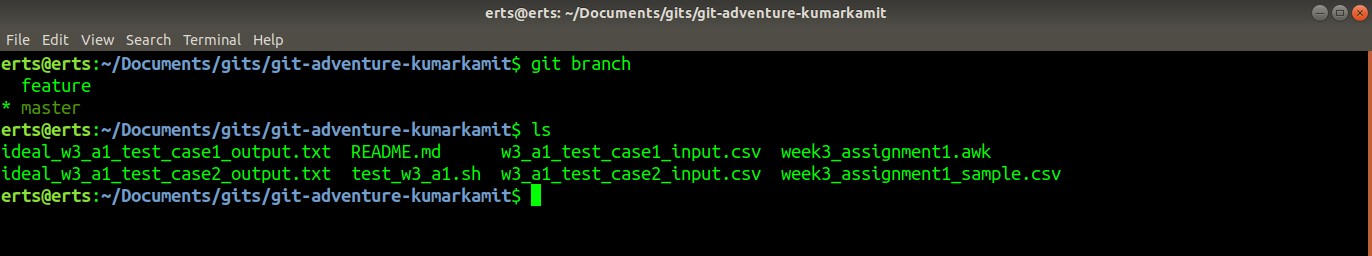 erts@erts: ~/Documents/gits/git-adventure-kumarkamit
File Edit View Search Terminal Help
erts@erts:~/Documents/gits/git-adventure-kumarkamit$ git branch
  feature
* master
erts@erts:~/Documents/gits/git-adventure-kumarkamit$ ls
ideal_w3_a1_test_case1_output.txt  README.md      w3_a1_test_case1_input.csv  week3_assignment1.awk
ideal_w3_a1_test_case2_output.txt  test_w3_a1.sh  w3_a1_test_case2_input.csv  week3_assignment1_sample.csv
erts@erts:~/Documents/gits/git-adventure-kumarkamit$